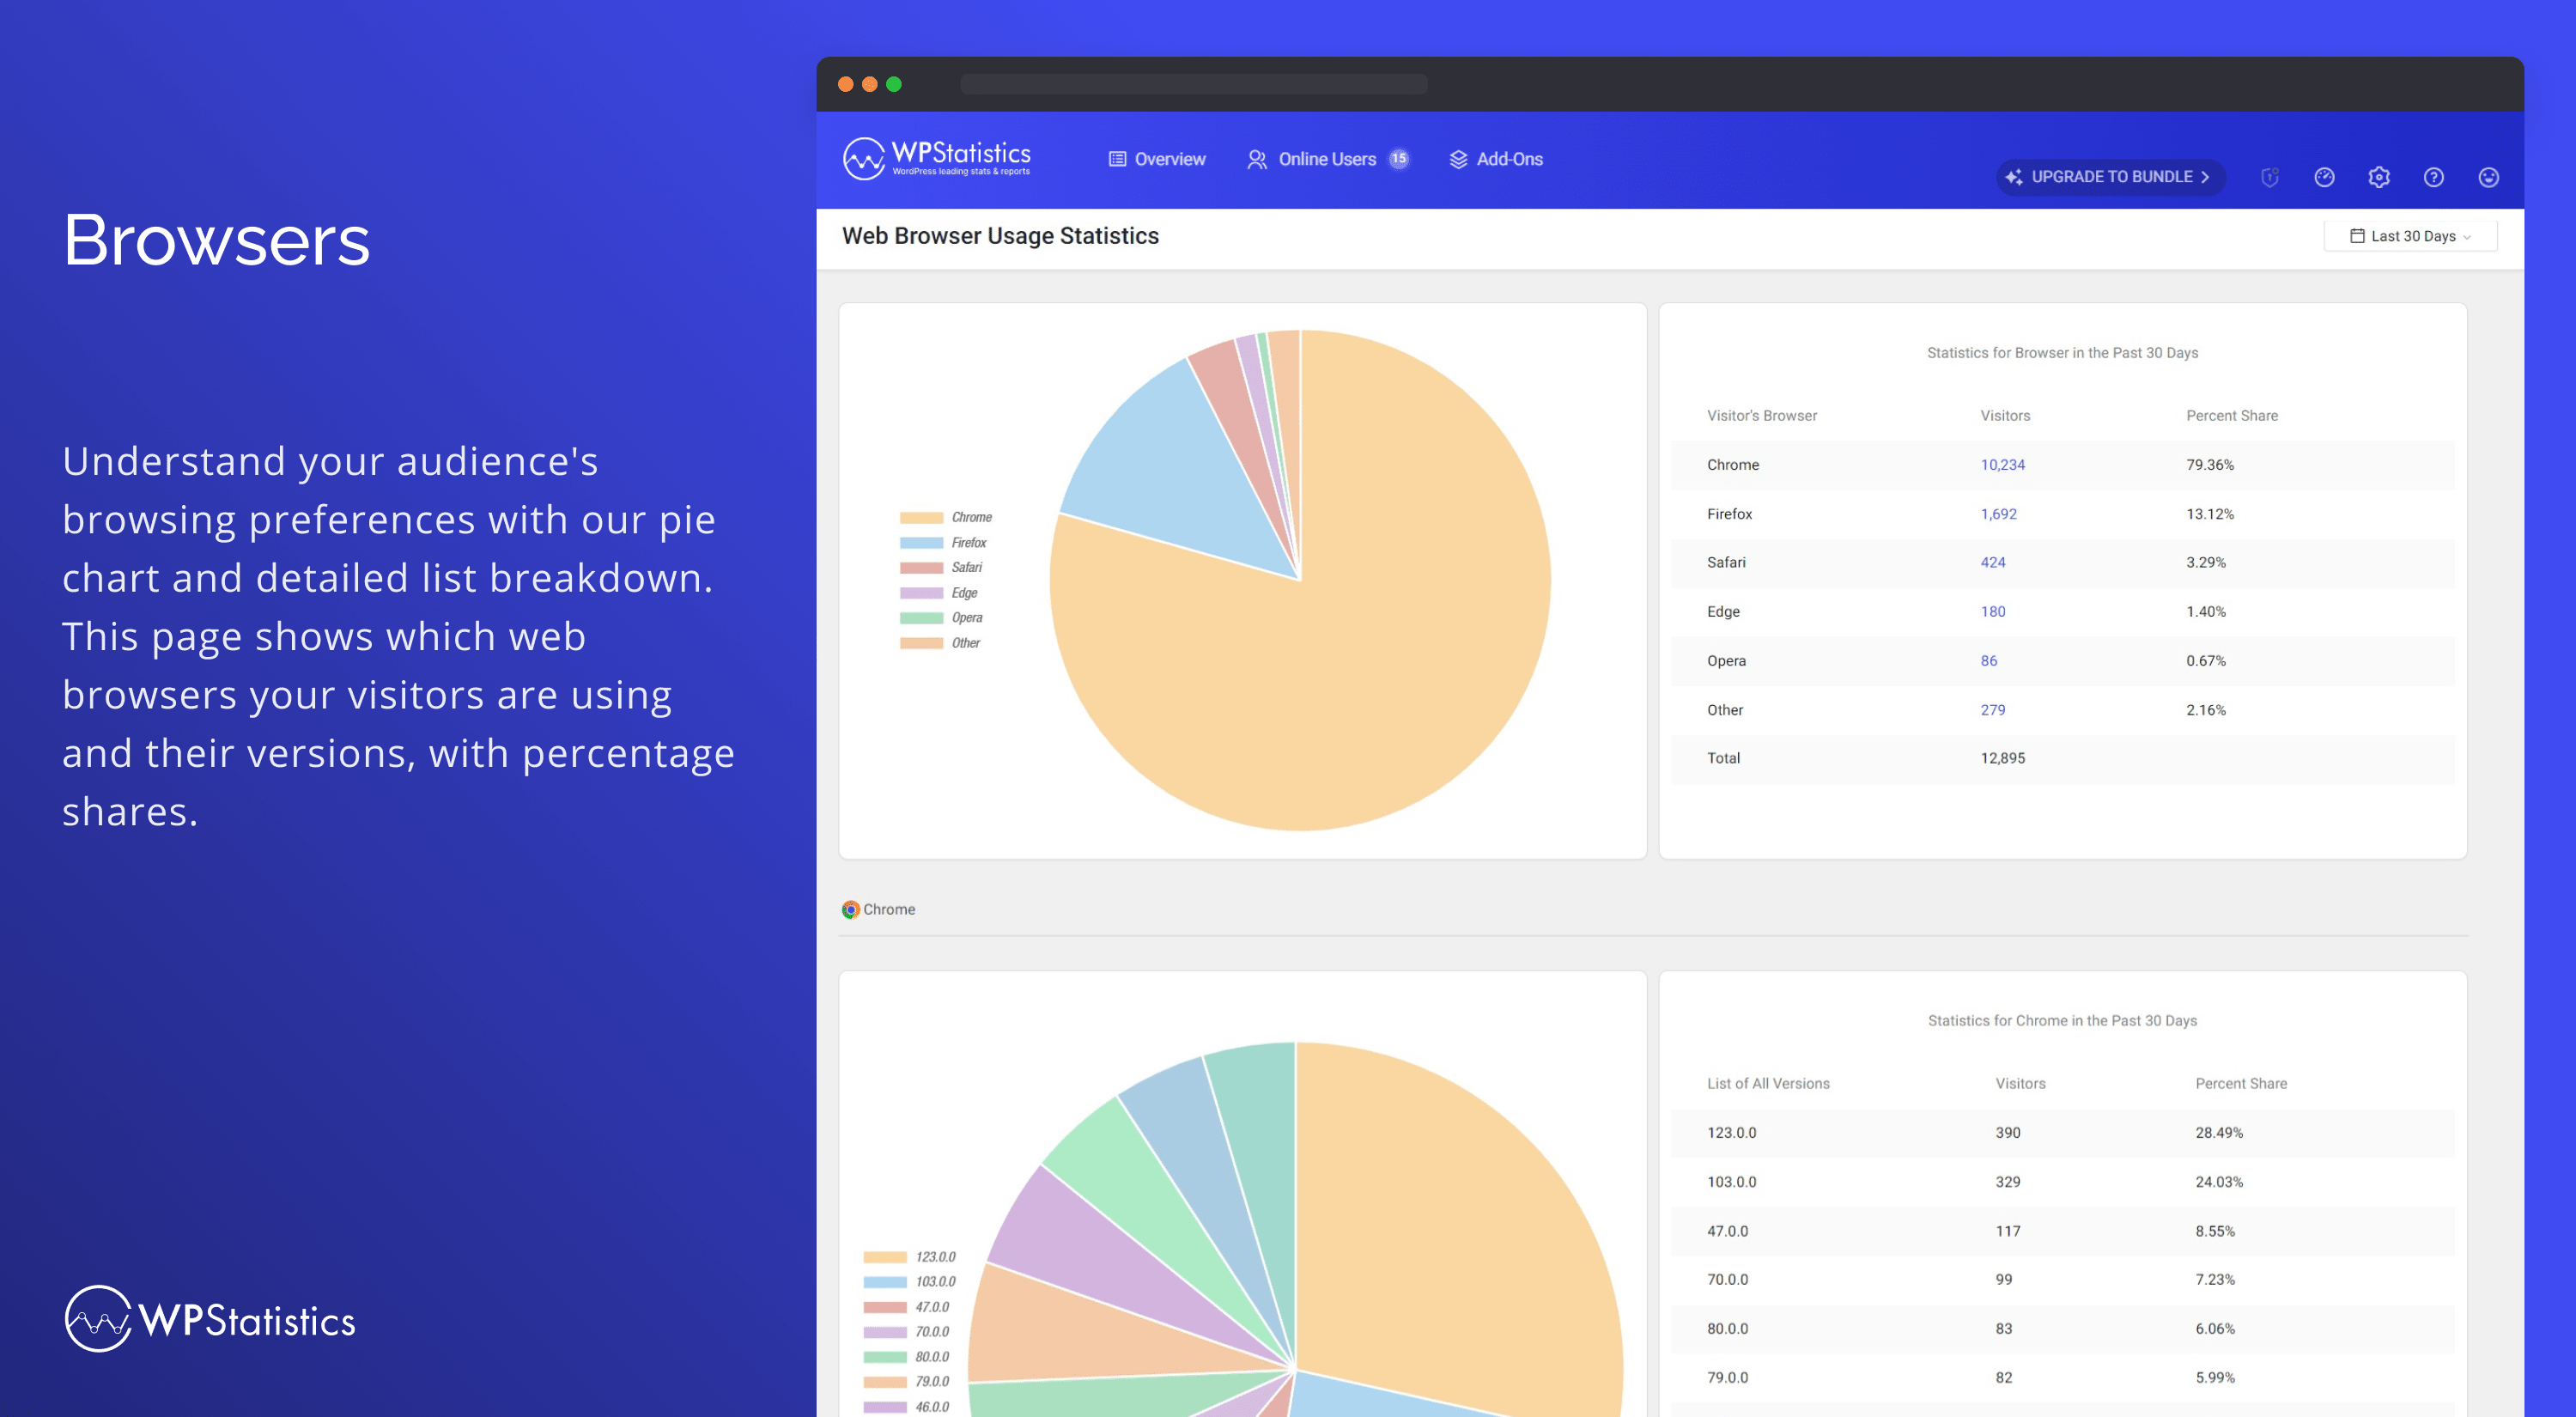 Browsers
Understand your audience's
browsing preferences with our pie
chart and detailed list breakdown.
This page shows which web
browsers your visitors are using
and their versions, with percentage
shares.
WPStatistics
WPStatistics
WordPress leading stats & reports
Overview
Online Users 15
Add-Ons
UPGRADE TO BUNDLE
Web Browser Usage Statistics
Last 30 Days
Chrome
Firefox
Safari
Edge
Opera
Other
Statistics for Browser in the Past 30 Days
Visitor's Browser Visitors Percent Share
Chrome 10,234 79.36%
Firefox 1,692 13.12%
Safari 424 3.29%
Edge 180 1.40%
Opera 86 0.67%
Other 279 2.16%
Total 12,895
Chrome
123.0.0
103.0.0
47.0.0
70.0.0
80.0.0
79.0.0
46.0.0
Statistics for Chrome in the Past 30 Days
List of All Versions Visitors Percent Share
123.0.0 390 28.49%
103.0.0 329 24.03%
47.0.0 117 8.55%
70.0.0 99 7.23%
80.0.0 83 6.06%
79.0.0 82 5.99%